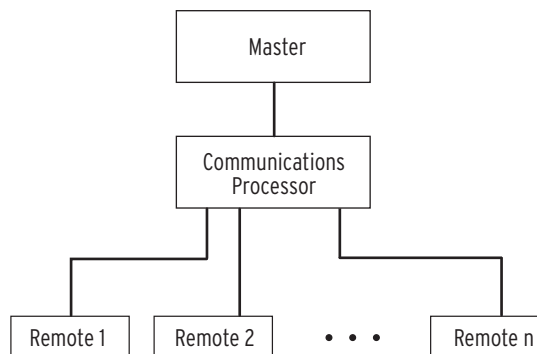 Master
Communications
Processor
Remote 1
Remote 2
• • •
Remote n